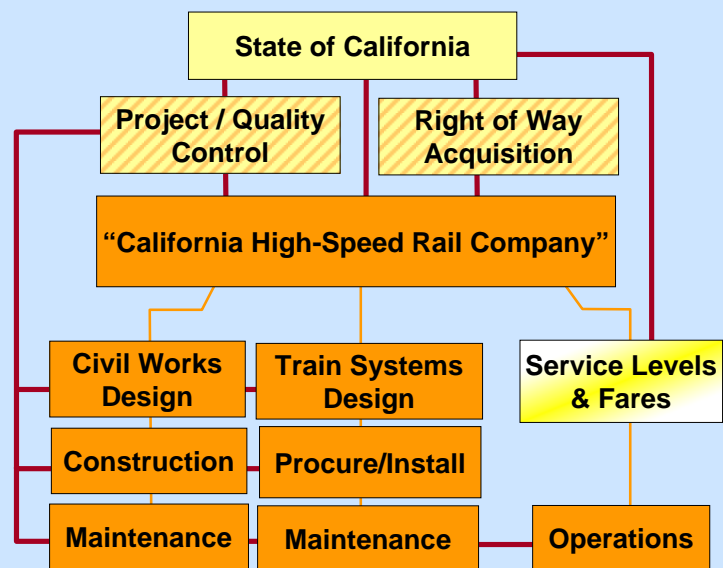 State of California
Project / Quality
Control
Right of Way
Acquisition
“California High-Speed Rail Company”
Civil Works
Design
Train Systems
Design
Service Levels
& Fares
Construction
Procure/Install
Maintenance
Maintenance
Operations